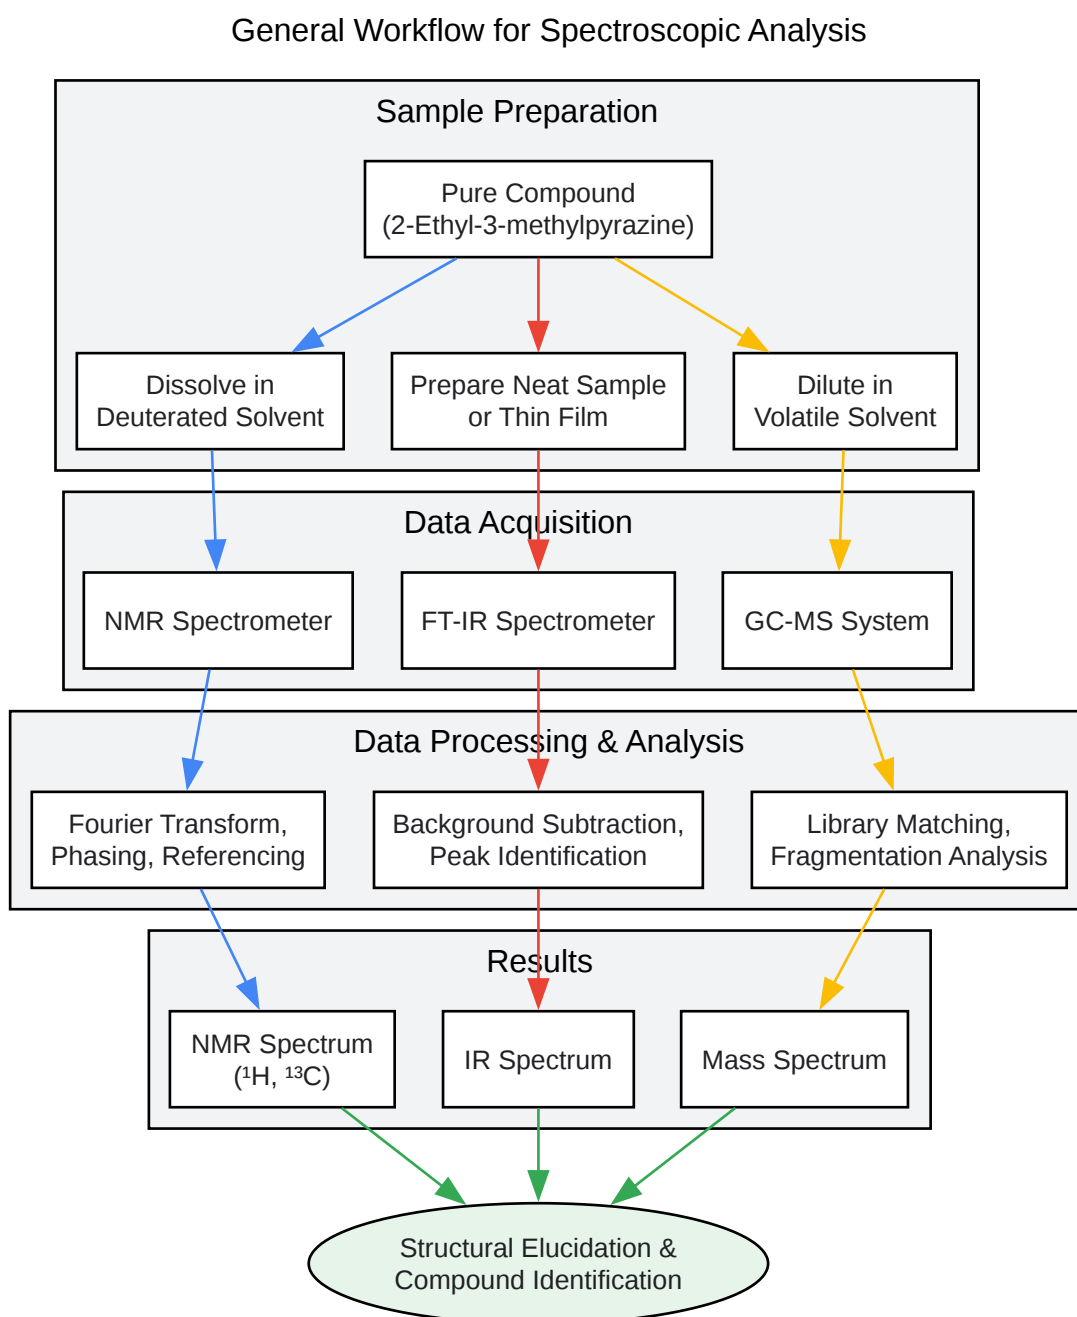 General Workflow for Spectroscopic Analysis
Sample Preparation
Pure Compound
(2-Ethyl-3-methylpyrazine)
Dissolve in
Deuterated Solvent
Prepare Neat Sample
or Thin Film
Dilute in
Volatile Solvent
Data Acquisition
NMR Spectrometer
FT-IR Spectrometer
GC-MS System
Data Processing & Analysis
Fourier Transform,
Phasing, Referencing
Background Subtraction,
Peak Identification
Library Matching,
Fragmentation Analysis
Results
NMR Spectrum
(¹H, ¹³C)
IR Spectrum
Mass Spectrum
Structural Elucidation &
Compound Identification